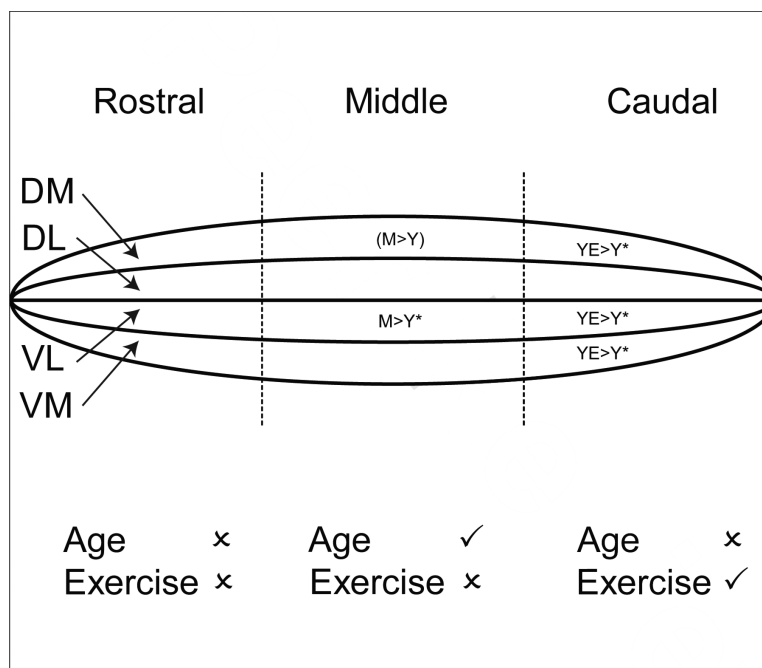 Rostral Middle Caudal
DM
DL
(M>Y)
YE>Y*
VL
VM
M>Y*
YE>Y*
YE>Y*
Age ✗ Age ✓ Age ✗
Exercise ✗ Exercise ✗ Exercise ✓